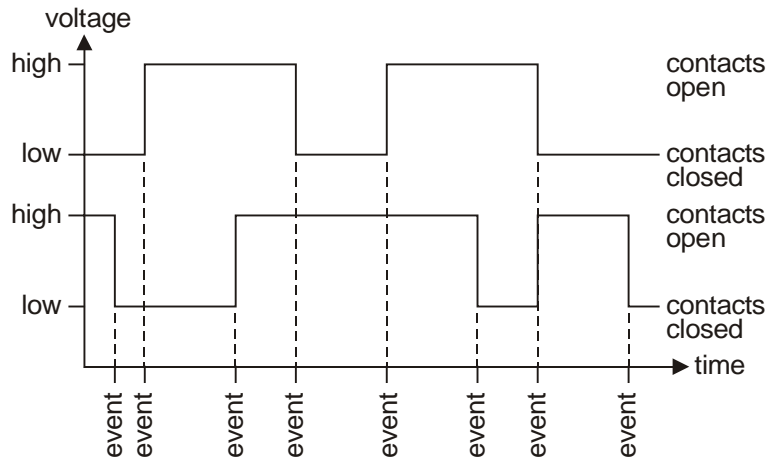 voltage
high
contacts
open
low
contacts
closed
high
contacts
open
low
contacts
closed
time
event
event
event
event
event
event
event
event